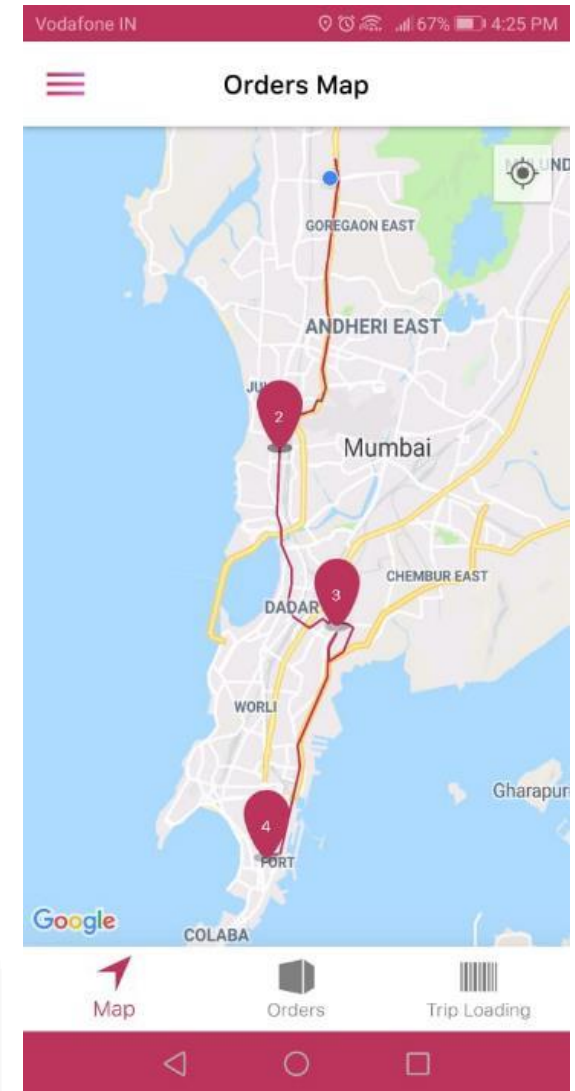 Vodafone IN 67% 4:25 PM
Orders Map
GOREGAON EAST
ANDHERI EAST
2
Mumbai
3
CHEMBUR EAST
DADAR
WORLI
Gharapuri
4
FORT
Google
COLABA
Map Orders Trip Loading